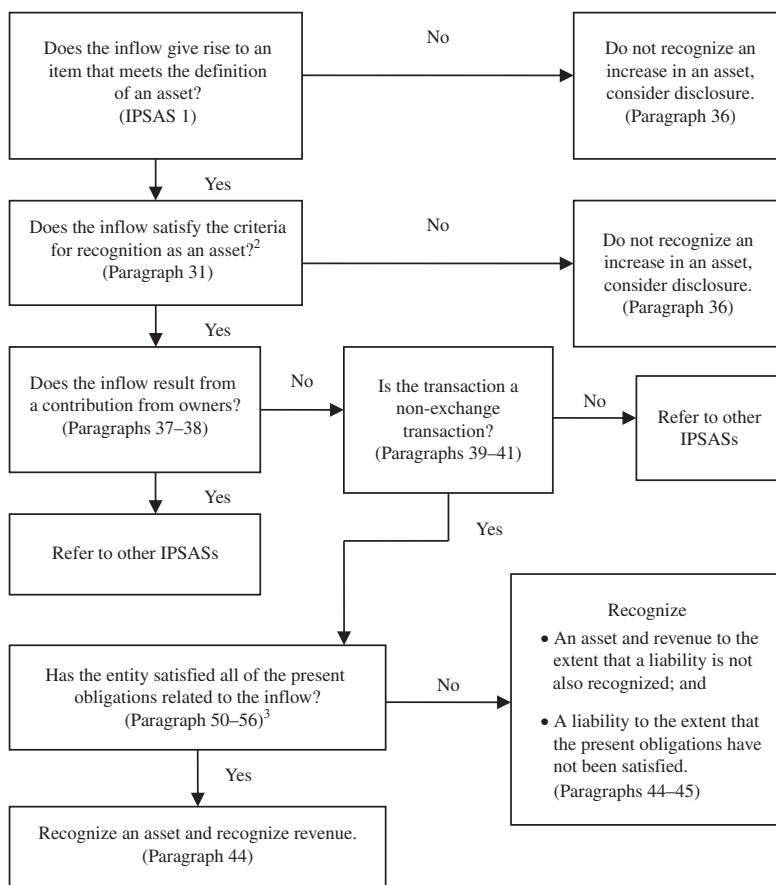 Does the inflow give rise to an
item that meets the definition
of an asset?
(IPSAS 1)
No
Do not recognize an
increase in an asset,
consider disclosure.
(Paragraph 36)
Yes
Does the inflow satisfy the criteria
for recognition as an asset?²
(Paragraph 31)
No
Do not recognize an
increase in an asset,
consider disclosure.
(Paragraph 36)
Yes
Does the inflow result from
a contribution from owners?
(Paragraphs 37–38)
No
Is the transaction a
non-exchange
transaction?
(Paragraphs 39–41)
No
Refer to other
IPSASs
Yes
Refer to other IPSASs
Yes
Has the entity satisfied all of the present
obligations related to the inflow?
(Paragraph 50–56)³
No
Recognize
• An asset and revenue to the
extent that a liability is not
also recognized; and
• A liability to the extent that
the present obligations have
not been satisfied.
(Paragraphs 44–45)
Yes
Recognize an asset and recognize revenue.
(Paragraph 44)